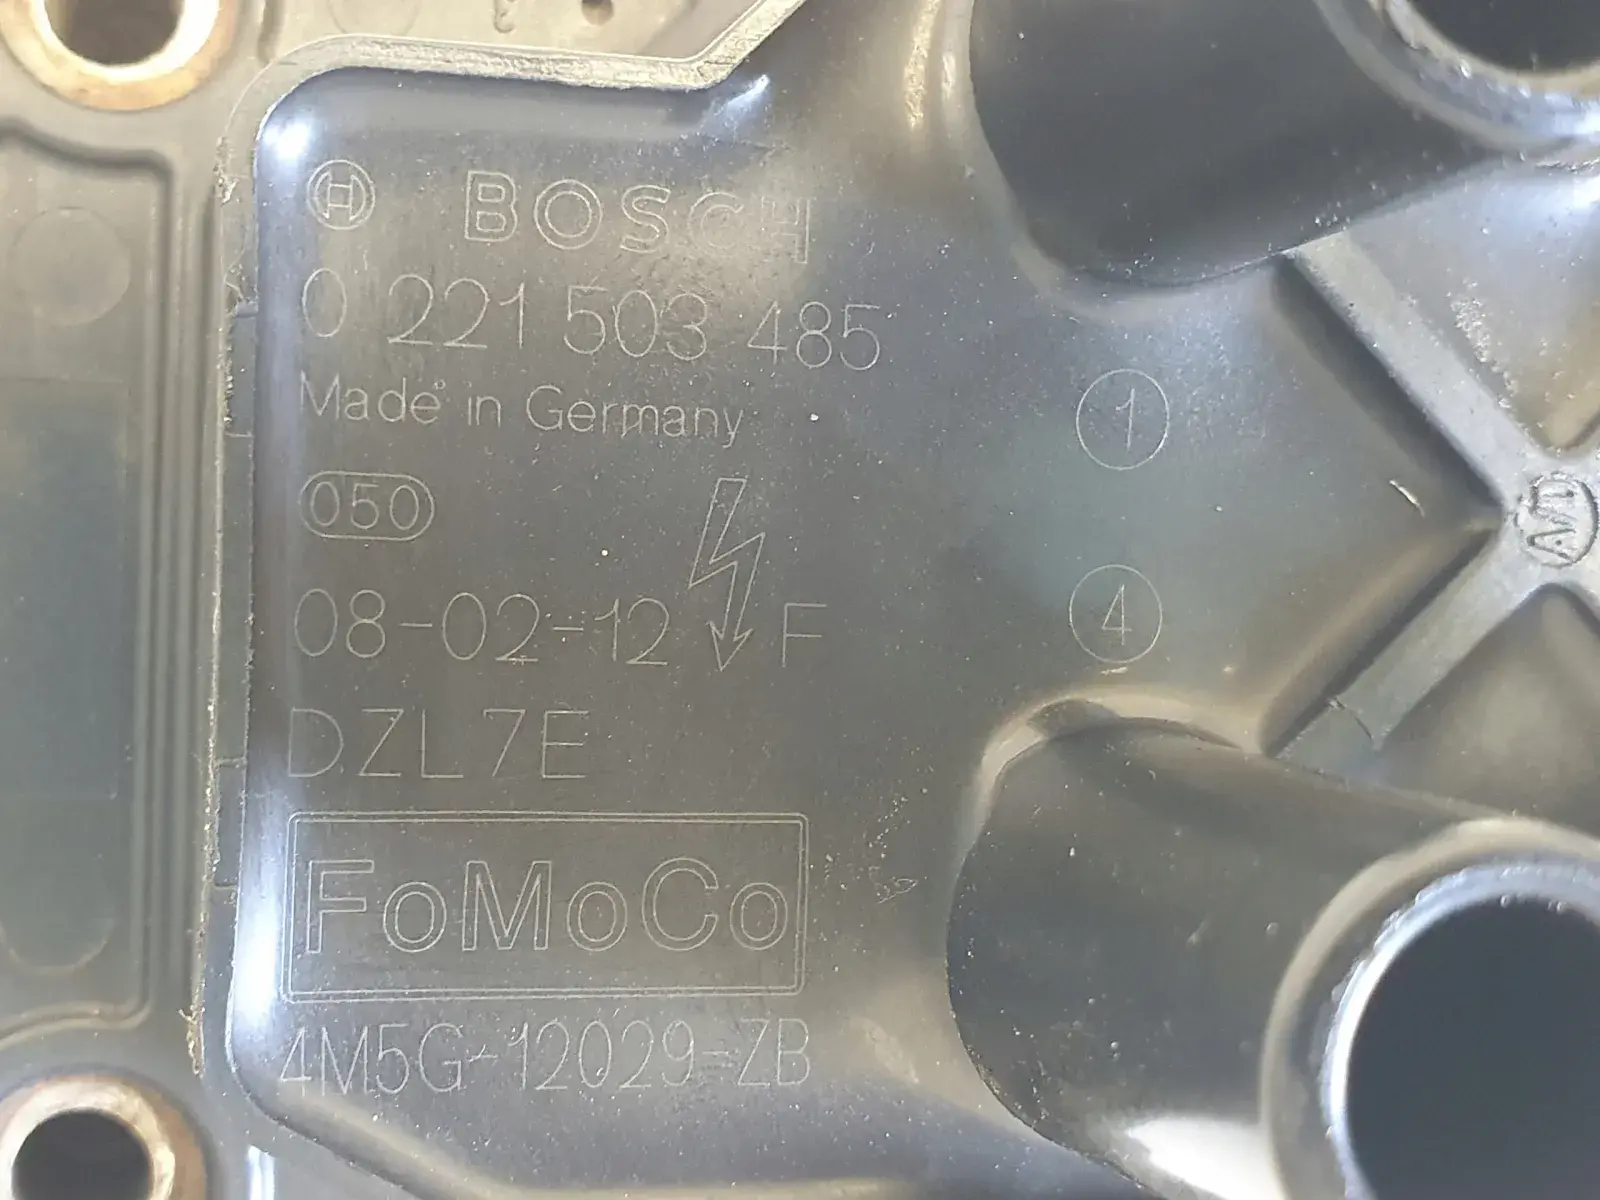 BOSCH
0 221 503 485
Made in Germany
1
050
08-02-12 F
4
DZL7E
FoMoCo
4M5G-12029-ZB